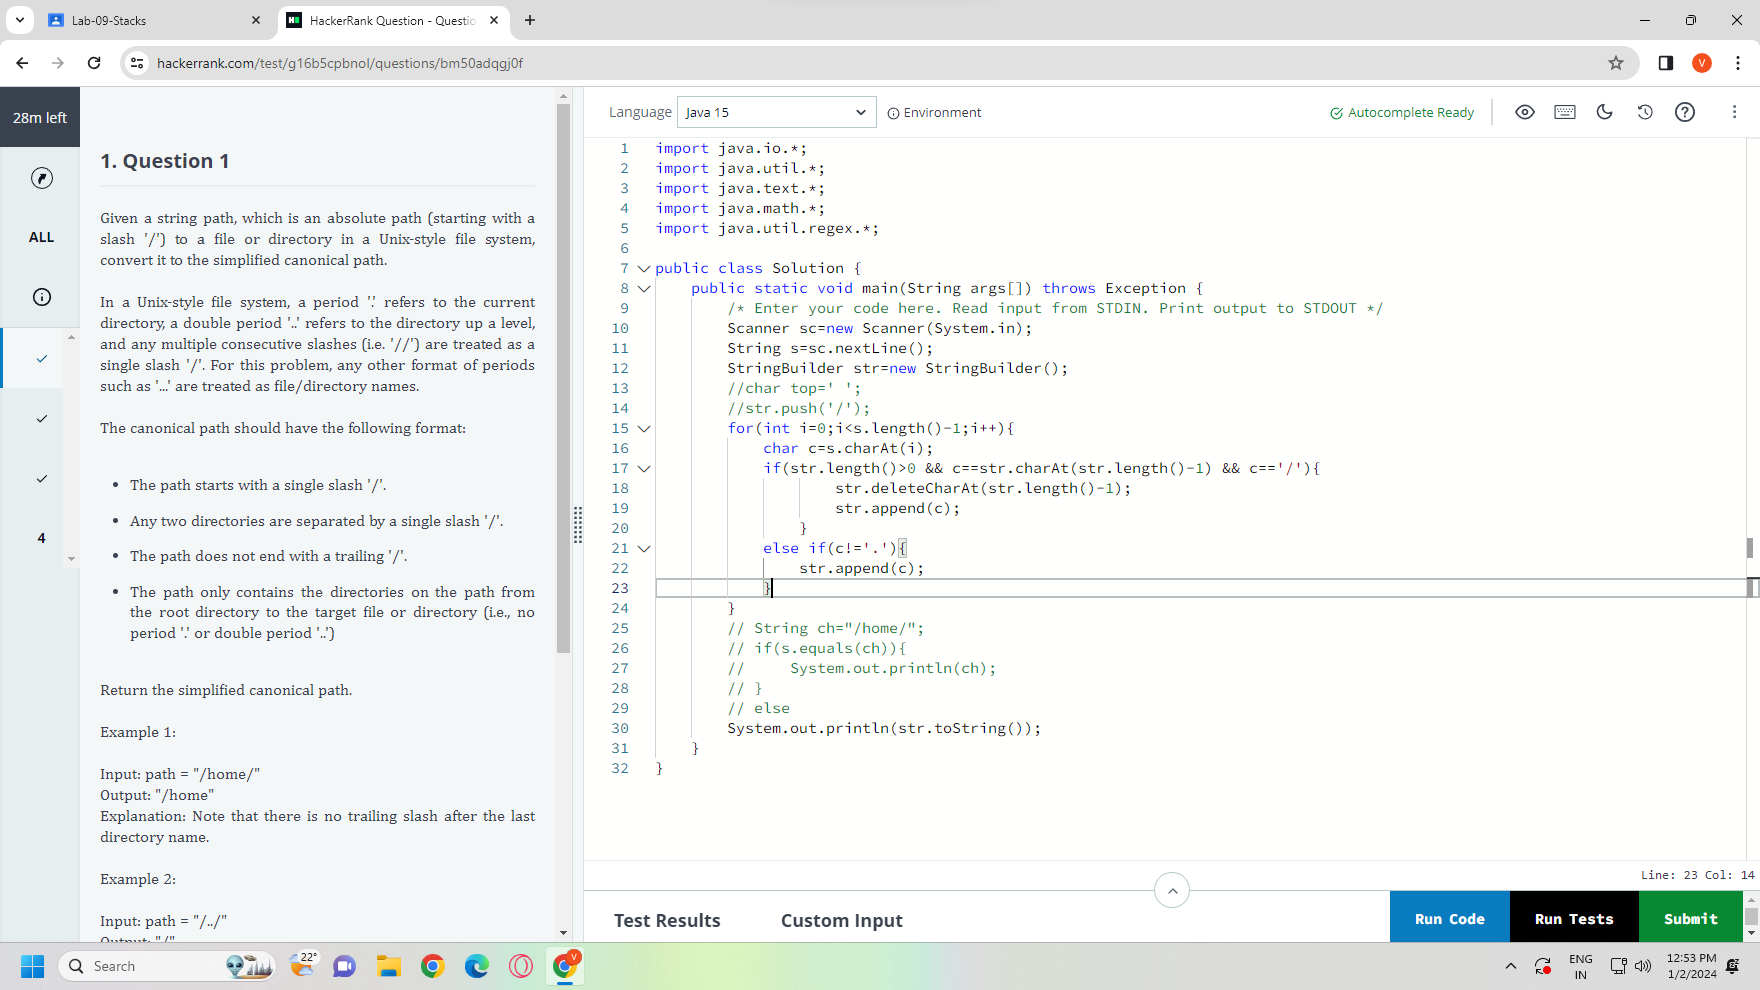 Lab-09-Stacks
HackerRank Question - Questio
hackerrank.com/test/g16b5cpbnol/questions/bm50adqgj0f
V
28m left
ALL
4
1. Question 1
Given a string path, which is an absolute path (starting with a
slash '/') to a file or directory in a Unix-style file system,
convert it to the simplified canonical path.
In a Unix-style file system, a period '.' refers to the current
directory, a double period '..' refers to the directory up a level,
and any multiple consecutive slashes (i.e. '//') are treated as a
single slash '/'. For this problem, any other format of periods
such as '...' are treated as file/directory names.
The canonical path should have the following format:
• The path starts with a single slash '/'.
• Any two directories are separated by a single slash '/'.
• The path does not end with a trailing '/'.
• The path only contains the directories on the path from
the root directory to the target file or directory (i.e., no
period '.' or double period '..')
Return the simplified canonical path.
Example 1:
Input: path = "/home/"
Output: "/home"
Explanation: Note that there is no trailing slash after the last
directory name.
Example 2:
Input: path = "/../"
Output: "/"
Language Java 15 Environment
Autocomplete Ready
1 import java.io.*;
2 import java.util.*;
3 import java.text.*;
4 import java.math.*;
5 import java.util.regex.*;
6
7 public class Solution {
8 public static void main(String args[]) throws Exception {
9 /* Enter your code here. Read input from STDIN. Print output to STDOUT */
10 Scanner sc=new Scanner(System.in);
11 String s=sc.nextLine();
12 StringBuilder str=new StringBuilder();
13 //char top=' ';
14 //str.push('/');
15 for(int i=0;i<s.length()-1;i++){
16 char c=s.charAt(i);
17 if(str.length()>0 && c==str.charAt(str.length()-1) && c=='/'){
18 str.deleteCharAt(str.length()-1);
19 str.append(c);
20 }
21 else if(c!='.'){
22 str.append(c);
23 }
24 }
25 // String ch="/home/";
26 // if(s.equals(ch)){
27 // System.out.println(ch);
28 // }
29 // else
30 System.out.println(str.toString());
31 }
32 }
Line: 23 Col: 14
Test Results
Custom Input
Run Code
Run Tests
Submit
Search
22°
V
ENG
IN
12:53 PM
1/2/2024